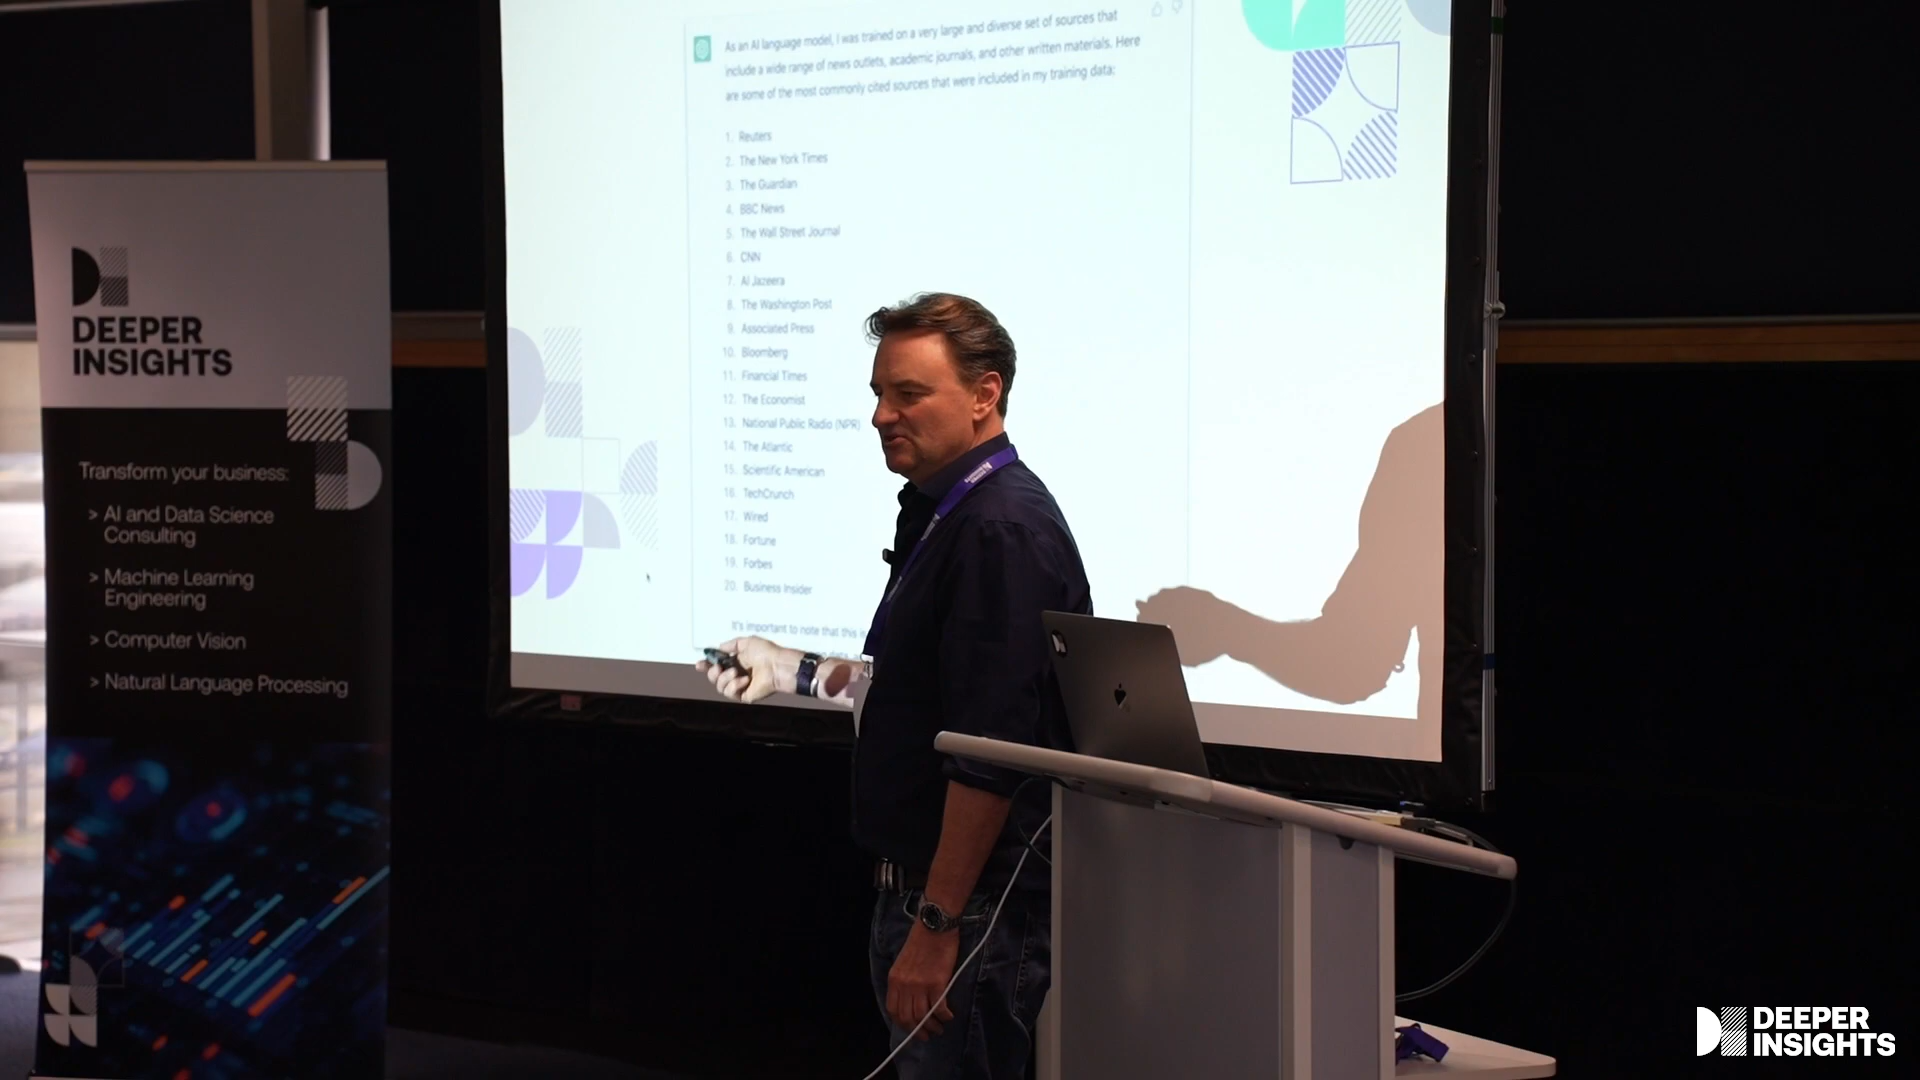 As an AI language model, I was trained on a very large and diverse set of sources that
include a wide range of news outlets, academic journals, and other written materials. Here
are some of the most commonly cited sources that were included in my training data:
1. Reuters
2. The New York Times
3. The Guardian
4. BBC News
5. The Wall Street Journal
6. CNN
7. Al Jazeera
8. The Washington Post
9. Associated Press
10. Bloomberg
11. Financial Times
12. The Economist
13. National Public Radio (NPR)
14. The Atlantic
15. Scientific American
16. TechCrunch
17. Wired
18. Fortune
19. Forbes
20. Business Insider
It's important to note that this is
DEEPER
INSIGHTS
Transform your business:
> AI and Data Science
Consulting
> Machine Learning
Engineering
> Computer Vision
> Natural Language Processing
DEEPER
INSIGHTS